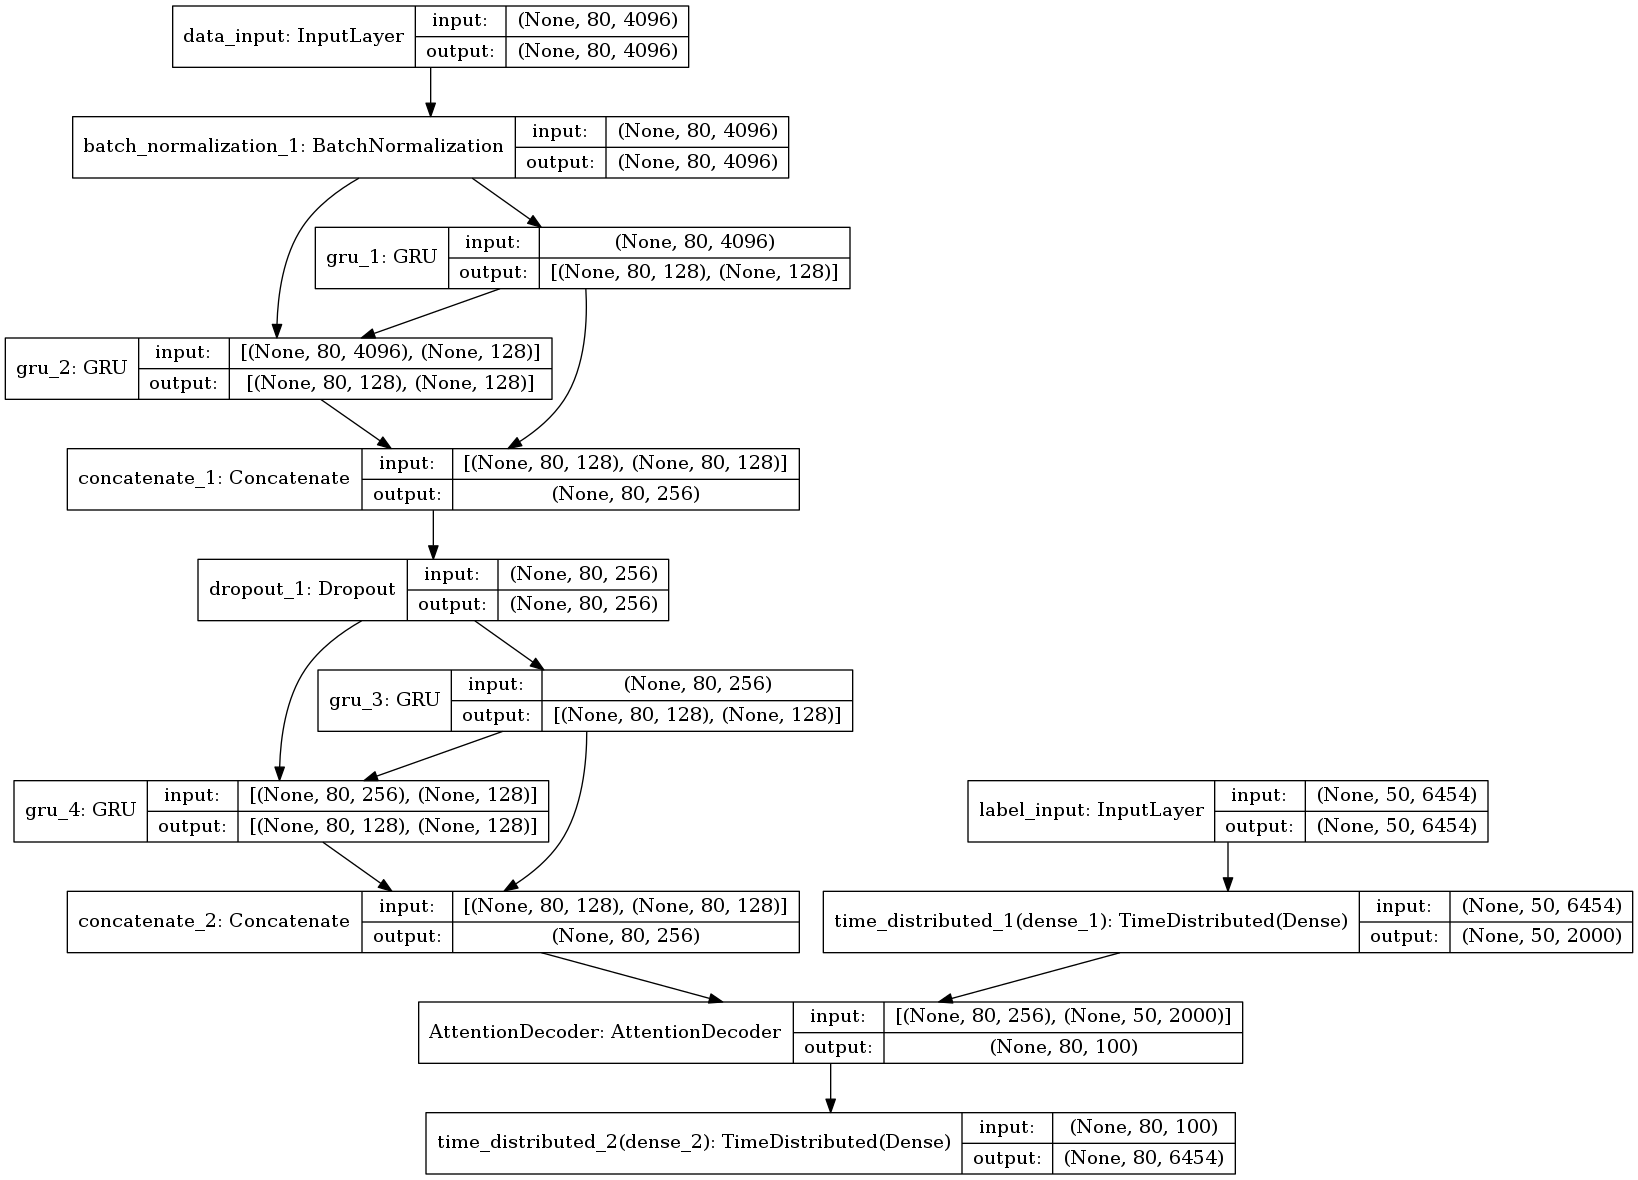 data_input: InputLayer
input:
(None, 80, 4096)
output:
(None, 80, 4096)
batch_normalization_1: BatchNormalization
input:
(None, 80, 4096)
output:
(None, 80, 4096)
gru_1: GRU
input:
(None, 80, 4096)
output:
[(None, 80, 128), (None, 128)]
gru_2: GRU
input:
[(None, 80, 4096), (None, 128)]
output:
[(None, 80, 128), (None, 128)]
concatenate_1: Concatenate
input:
[(None, 80, 128), (None, 80, 128)]
output:
(None, 80, 256)
dropout_1: Dropout
input:
(None, 80, 256)
output:
(None, 80, 256)
gru_3: GRU
input:
(None, 80, 256)
output:
[(None, 80, 128), (None, 128)]
gru_4: GRU
input:
[(None, 80, 256), (None, 128)]
output:
[(None, 80, 128), (None, 128)]
label_input: InputLayer
input:
(None, 50, 6454)
output:
(None, 50, 6454)
concatenate_2: Concatenate
input:
[(None, 80, 128), (None, 80, 128)]
output:
(None, 80, 256)
time_distributed_1(dense_1): TimeDistributed(Dense)
input:
(None, 50, 6454)
output:
(None, 50, 2000)
AttentionDecoder: AttentionDecoder
input:
[(None, 80, 256), (None, 50, 2000)]
output:
(None, 80, 100)
time_distributed_2(dense_2): TimeDistributed(Dense)
input:
(None, 80, 100)
output:
(None, 80, 6454)